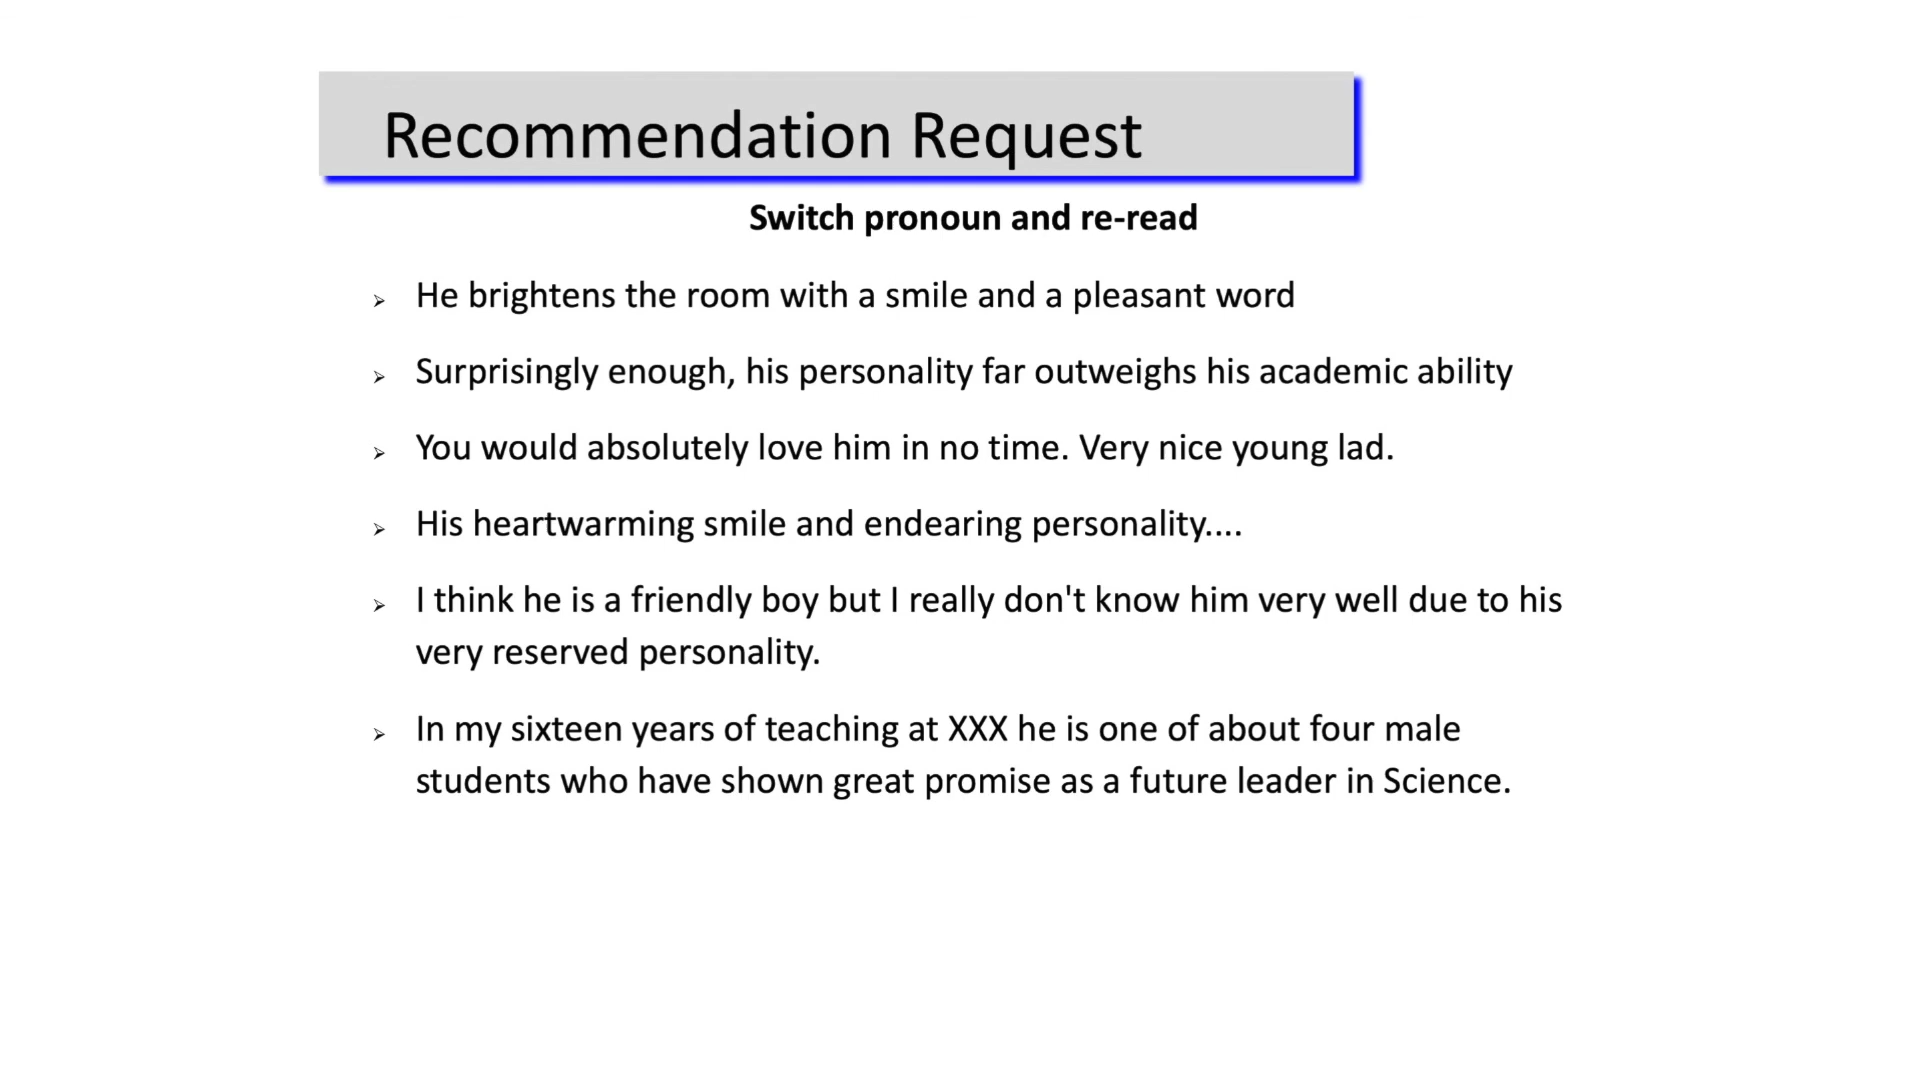 Recommendation Request
Switch pronoun and re-read
He brightens the room with a smile and a pleasant word
Surprisingly enough, his personality far outweighs his academic ability
You would absolutely love him in no time. Very nice young lad.
His heartwarming smile and endearing personality....
I think he is a friendly boy but I really don't know him very well due to his
very reserved personality.
In my sixteen years of teaching at XXX he is one of about four male
students who have shown great promise as a future leader in Science.